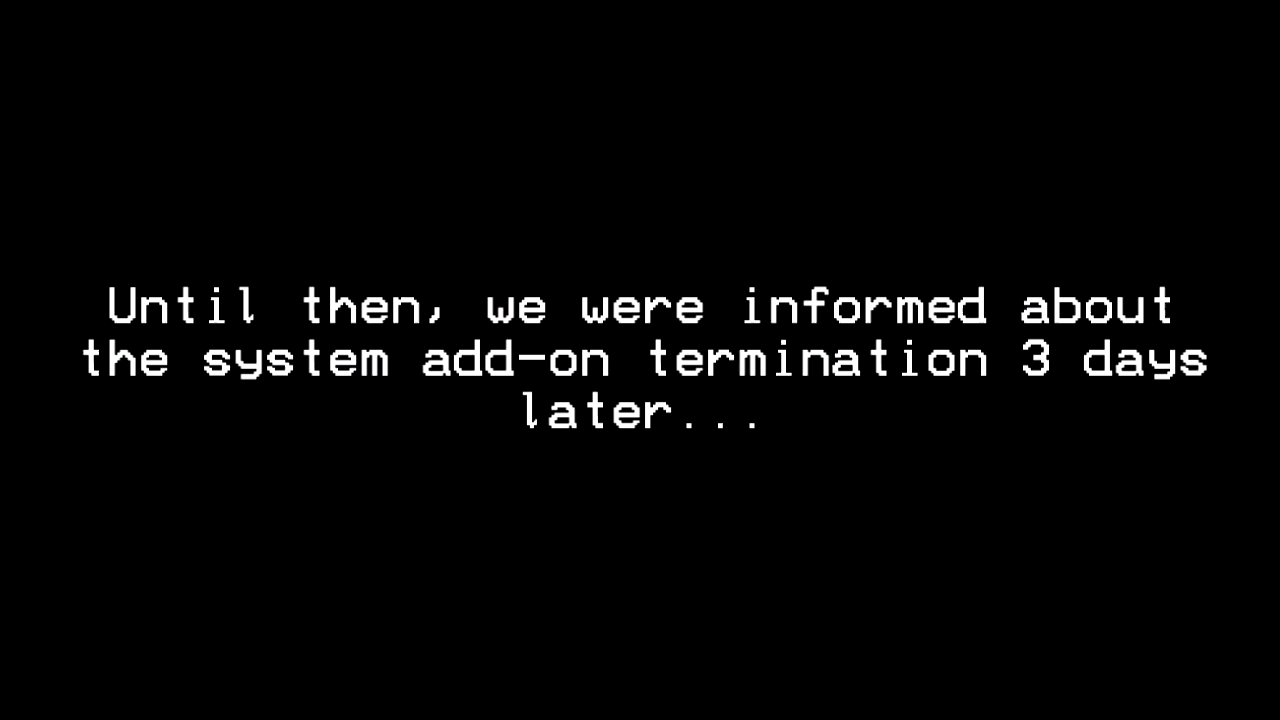 Until then, we were informed about
the system add-on termination 3 days
later...